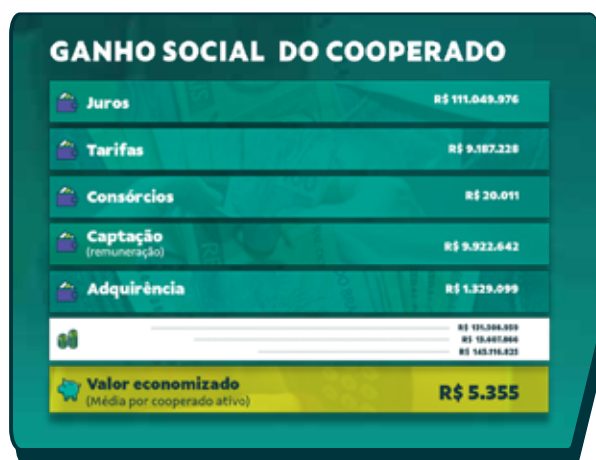 GANHO SOCIAL DO COOPERADO
Juros R$ 111.049.976
Tarifas R$ 9.187.228
Consórcios R$ 20.011
Captação
(remuneração) R$ 9.922.642
Adquirência R$ 1.329.099
R$ 131.508.959
R$ 13.607.866
R$ 145.116.825
Valor economizado
(Média por cooperado ativo) R$ 5.355